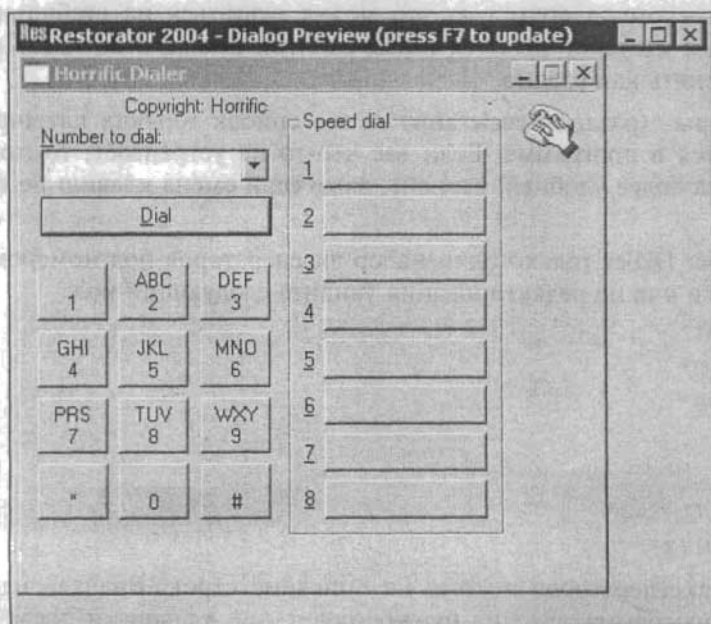 Res Restorator 2004 - Dialog Preview (press F7 to update)
Horrific Dialer
Copyright: Horrific
Number to dial:
Dial
1
ABC
2
DEF
3
GHI
4
JKL
5
MNO
6
PRS
7
TUV
8
WXY
9
*
0
#
Speed dial
1
2
3
4
5
6
7
8